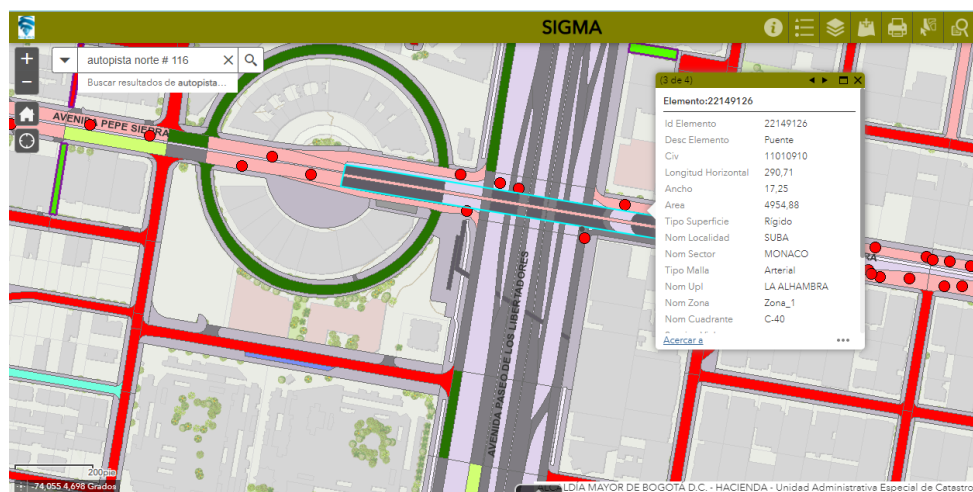 SIGMA
autopista norte # 116
Buscar resultados de autopista...
AVENIDA PEPE SIERRA
AVENIDA PASEO DE LOS LIBERTADORES
(3 de 4)
Elemento:22149126
Id Elemento 22149126
Desc Elemento Puente
Civ 11010910
Longitud Horizontal 290,71
Ancho 17,25
Area 4954,88
Tipo Superficie Rígido
Nom Localidad SUBA
Nom Sector MONACO
Tipo Malla Arterial
Nom Upl LA ALHAMBRA
Nom Zona Zona_1
Nom Cuadrante C-40
Acercar a
RA
200pie
-74,055 4,698 Grados
LDIA MAYOR DE BOGOTÁ D.C. - HACIENDA - Unidad Administrativa Especial de Catastro